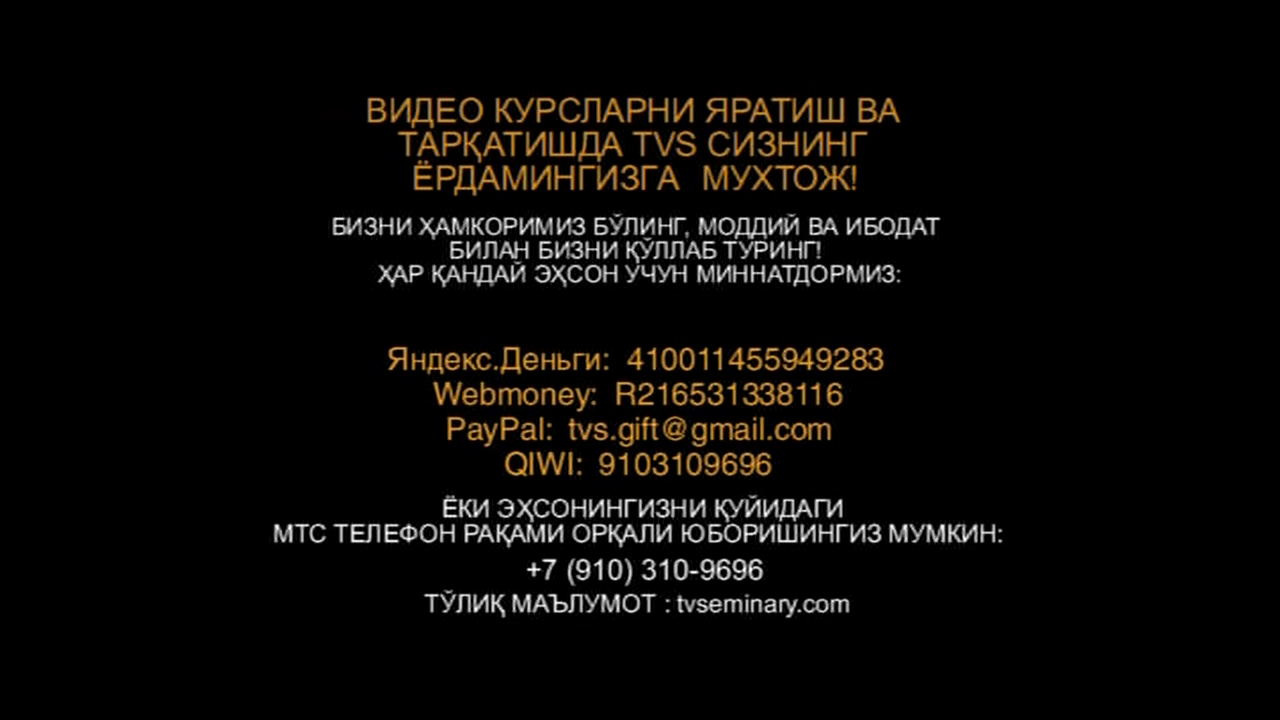 ВИДЕО КУРСЛАРНИ ЯРАТИШ ВА
ТАРҚАТИШДА TVS СИЗНИНГ
ЁРДАМИНГИЗГА МУХТОЖ!
БИЗНИ ҲАМКОРИМИЗ БЎЛИНГ, МОДДИЙ ВА ИБОДАТ
БИЛАН БИЗНИ ҚЎЛЛАБ ТУРИНГ!
ҲАР ҚАНДАЙ ЭҲСОН УЧУН МИННАТДОРМИЗ:
Яндекс.Деньги: 410011455949283
Webmoney: R216531338116
PayPal: tvs.gift@gmail.com
QIWI: 9103109696
ЁКИ ЭҲСОНИНГИЗНИ ҚУЙИДАГИ
МТС ТЕЛЕФОН РАҚАМИ ОРҚАЛИ ЮБОРИШИНГИЗ МУМКИН:
+7 (910) 310-9696
ТЎЛИҚ МАЪЛУМОТ : tvseminary.com